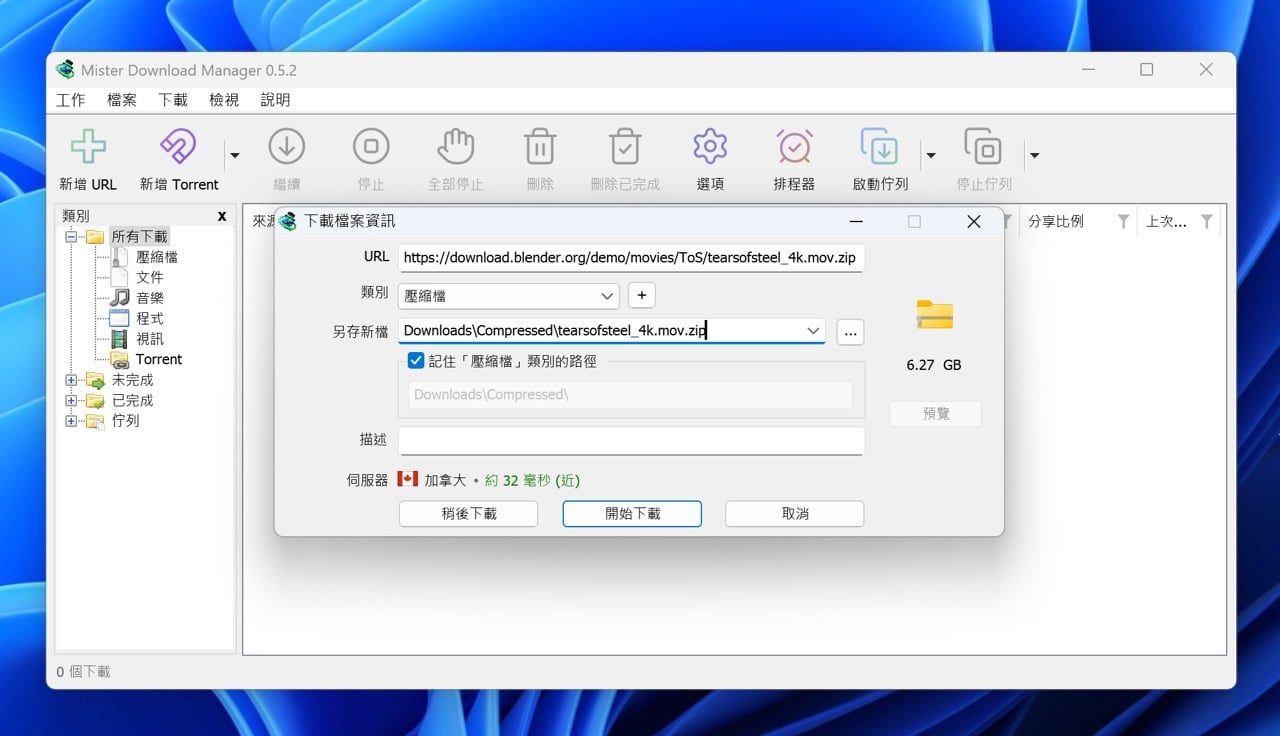 Mister Download Manager 0.5.2
工作 檔案 下載 檢視 說明
新增 URL 新增 Torrent 繼續 停止 全部停止 刪除 刪除已完成 選項 排程器 啟動佇列 停止佇列
類別 x
所有下載
壓縮檔
文件
音樂
程式
視訊
Torrent
未完成
已完成
佇列
來源 分享比例 上次...
下載檔案資訊
URL https://download.blender.org/demo/movies/ToS/tearsofsteel_4k.mov.zip
類別 壓縮檔 +
另存新檔 Downloads\Compressed\tearsofsteel_4k.mov.zip ...
記住「壓縮檔」類別的路徑
Downloads\Compressed\
描述
伺服器 加拿大 • 約 32 毫秒 (近)
稍後下載 開始下載 取消
6.27 GB
預覽
0 個下載